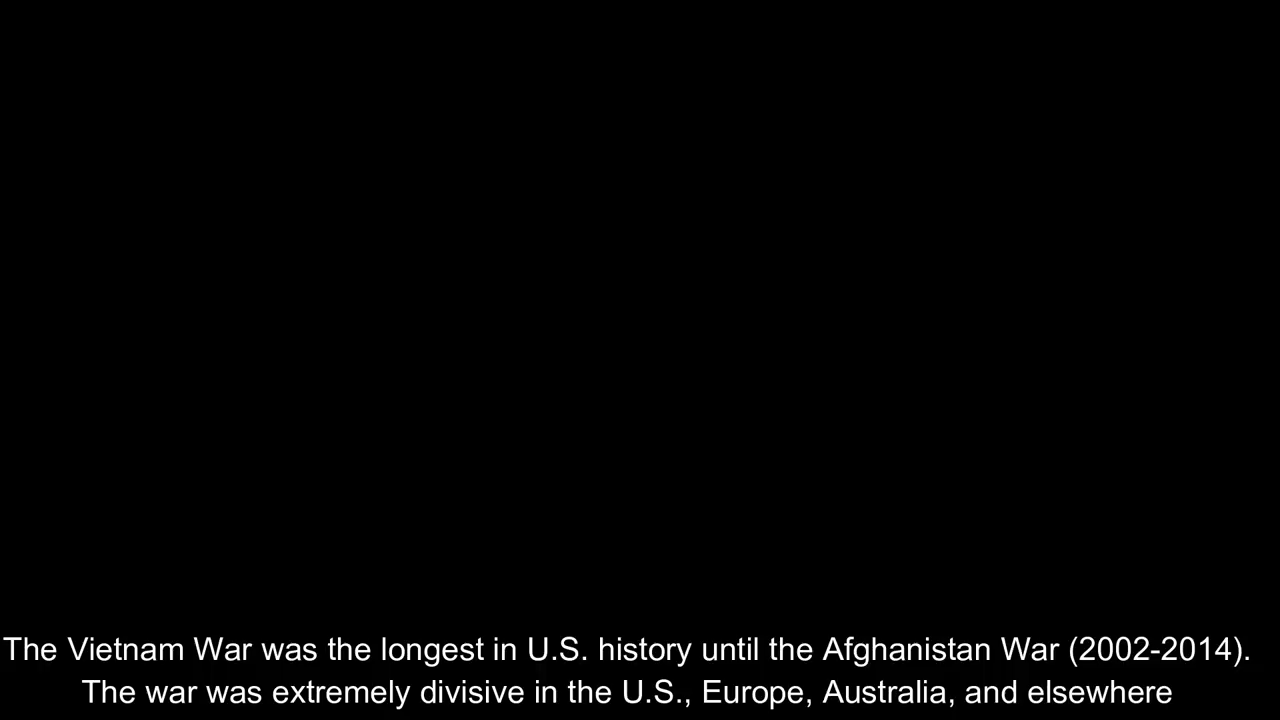 The Vietnam War was the longest in U.S. history until the Afghanistan War (2002-2014).
The war was extremely divisive in the U.S., Europe, Australia, and elsewhere